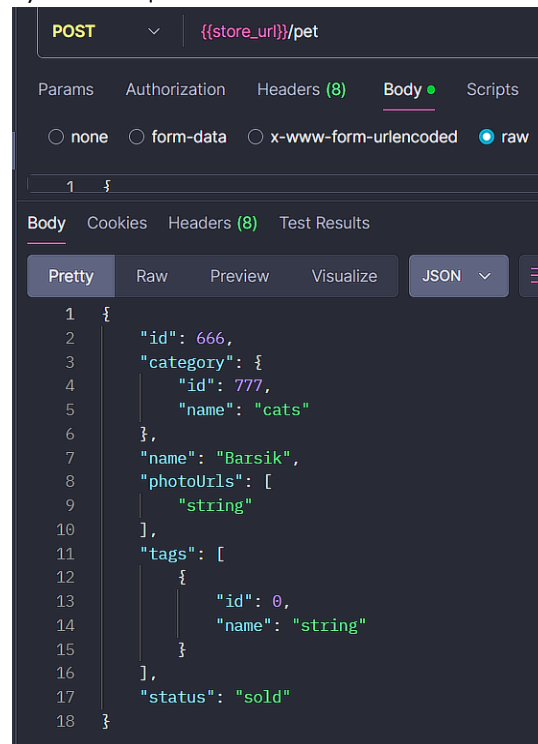 POST {{store_url}}/pet
Params Authorization Headers (8) Body Scripts
none form-data x-www-form-urlencoded raw
1 {
Body Cookies Headers (8) Test Results
Pretty Raw Preview Visualize JSON
1 {
2 "id": 666,
3 "category": {
4 "id": 777,
5 "name": "cats"
6 },
7 "name": "Barsik",
8 "photoUrls": [
9 "string"
10 ],
11 "tags": [
12 {
13 "id": 0,
14 "name": "string"
15 }
16 ],
17 "status": "sold"
18 }